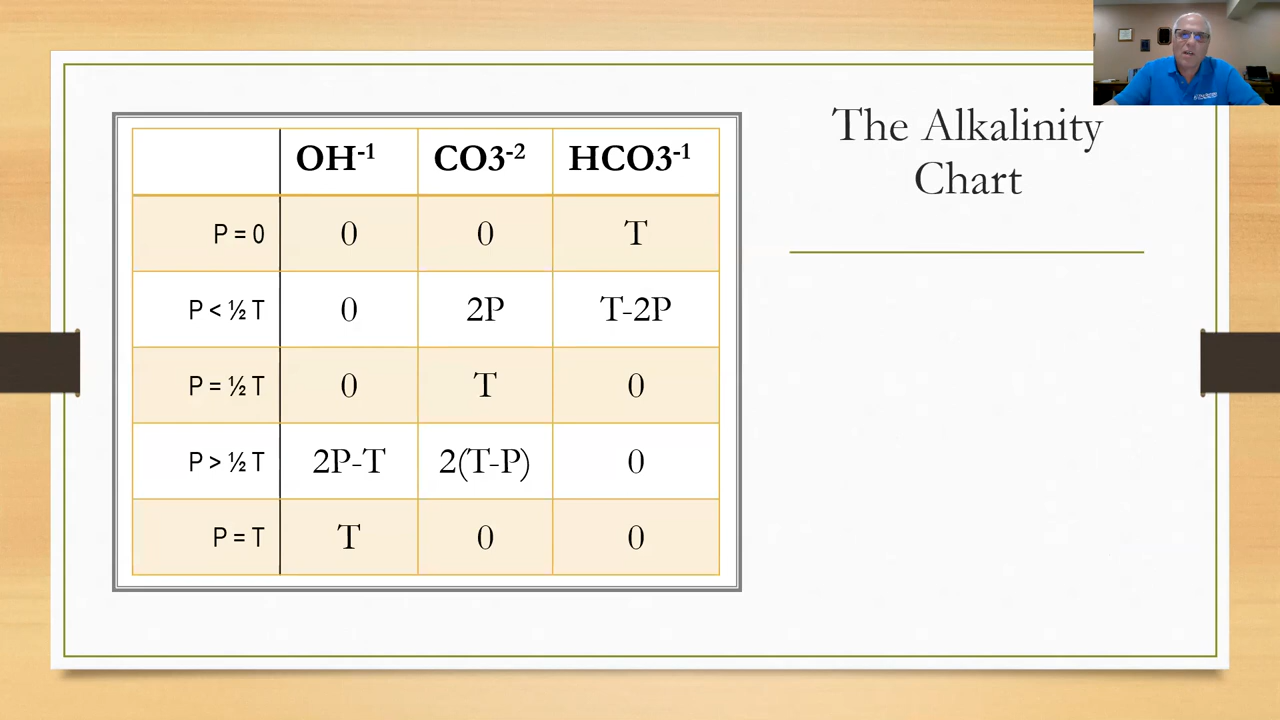 The Alkalinity
Chart
OH-1 CO3-2 HCO3-1
P = 0 0 0 T
P < ½ T 0 2P T-2P
P = ½ T 0 T 0
P > ½ T 2P-T 2(T-P) 0
P = T T 0 0